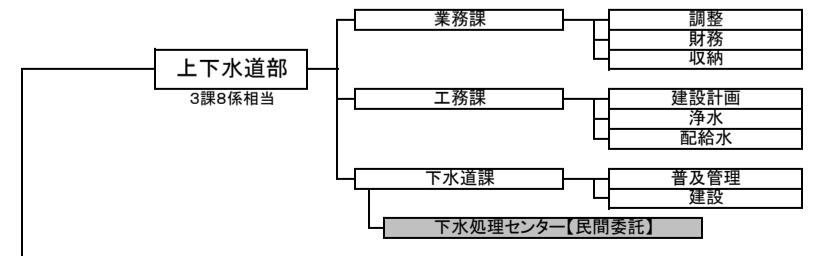 上下水道部
3課8係相当
業務課
調整
財務
収納
工務課
建設計画
浄水
配給水
下水道課
普及管理
建設
下水処理センター【民間委託】